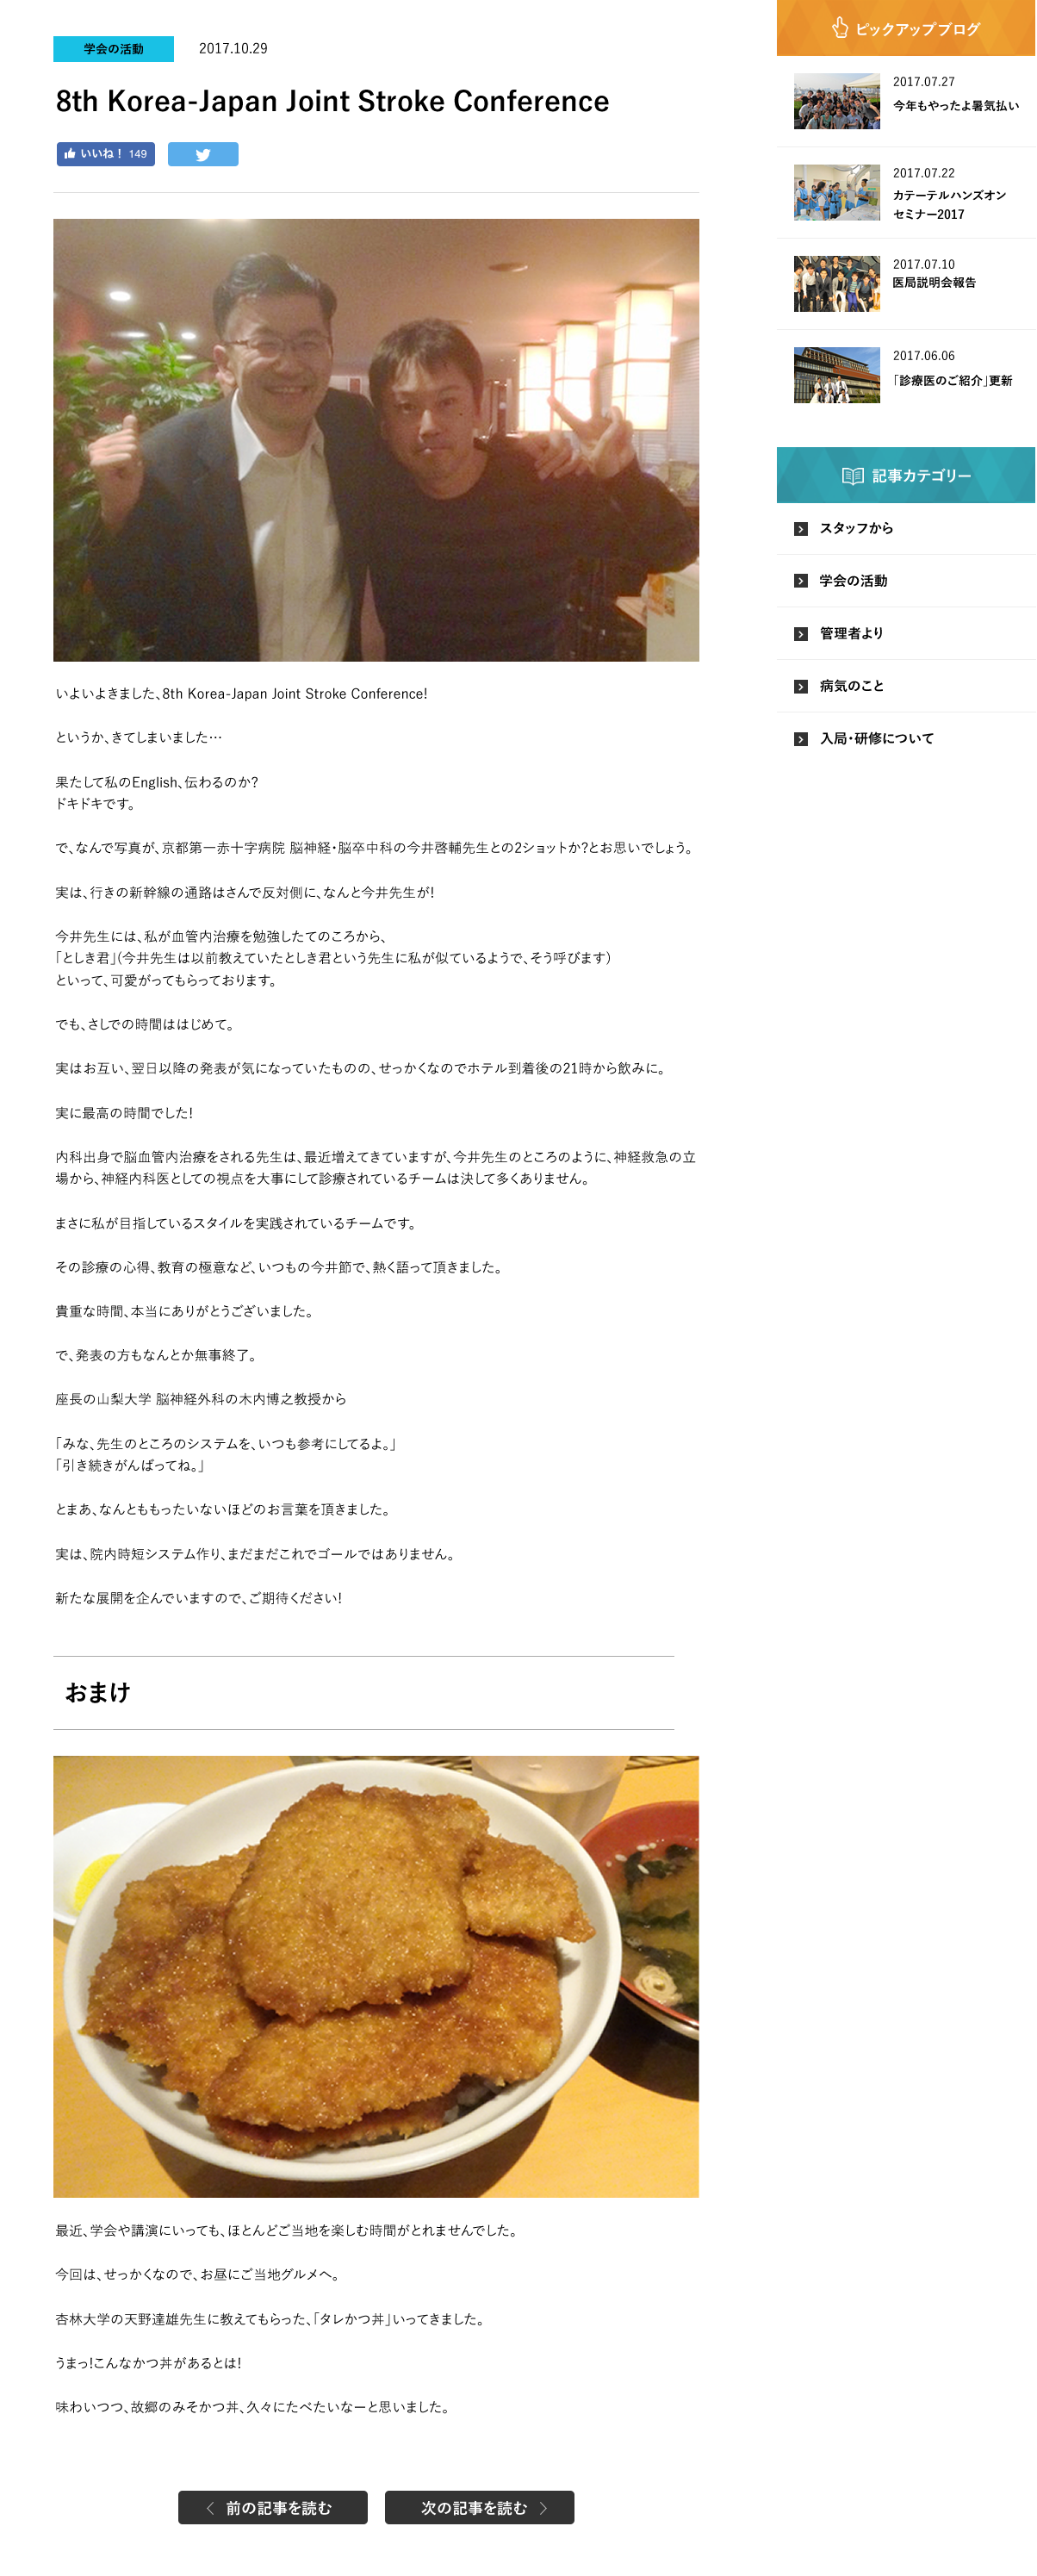 学会の活動 2017.10.29
8th Korea-Japan Joint Stroke Conference
いいね！ 149
いよいよきました、8th Korea-Japan Joint Stroke Conference!
というか、きてしまいました…
果たして私のEnglish、伝わるのか?
ドキドキです。
で、なんで写真が、京都第一赤十字病院 脳神経・脳卒中科の今井啓輔先生との2ショットか?とお思いでしょう。
実は、行きの新幹線の通路はさんで反対側に、なんと今井先生が!
今井先生には、私が血管内治療を勉強したてのころから、
「としき君」(今井先生は以前教えていたとしき君という先生に私が似ているようで、そう呼びます)
といって、可愛がってもらっております。
でも、さしでの時間ははじめて。
実はお互い、翌日以降の発表が気になっていたものの、せっかくなのでホテル到着後の21時から飲みに。
実に最高の時間でした!
内科出身で脳血管内治療をされる先生は、最近増えてきていますが、今井先生のところのように、神経救急の立
場から、神経内科医としての視点を大事にして診療されているチームは決して多くありません。
まさに私が目指しているスタイルを実践されているチームです。
その診療の心得、教育の極意など、いつもの今井節で、熱く語って頂きました。
貴重な時間、本当にありがとうございました。
で、発表の方もなんとか無事終了。
座長の山梨大学 脳神経外科の木内博之教授から
「みな、先生のところのシステムを、いつも参考にしてるよ。」
「引き続きがんばってね。」
とまあ、なんとももったいないほどのお言葉を頂きました。
実は、院内時短システム作り、まだまだこれでゴールではありません。
新たな展開を企んでいますので、ご期待ください!
おまけ
最近、学会や講演にいっても、ほとんどご当地を楽しむ時間がとれませんでした。
今回は、せっかくなので、お昼にご当地グルメへ。
杏林大学の天野達雄先生に教えてもらった、「タレかつ丼」いってきました。
うまっ!こんなかつ丼があるとは!
味わいつつ、故郷のみそかつ丼、久々にたべたいなーと思いました。
前の記事を読む 次の記事を読む
ピックアップブログ
2017.07.27
今年もやったよ暑気払い
2017.07.22
カテーテルハンズオン
セミナー2017
2017.07.10
医局説明会報告
2017.06.06
「診療医のご紹介」更新
記事カテゴリー
スタッフから
学会の活動
管理者より
病気のこと
入局・研修について